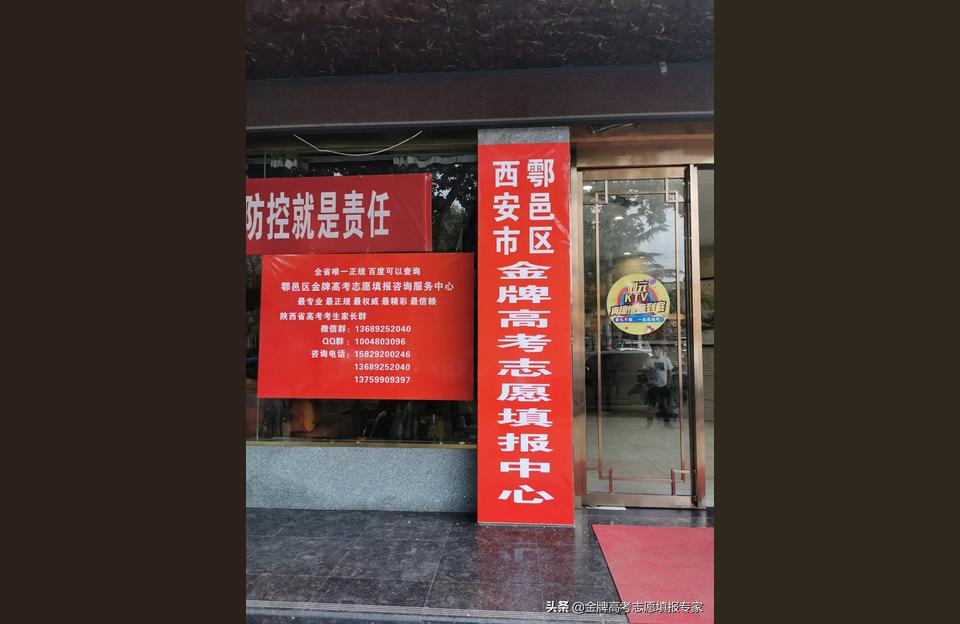 防控就是责任
全省唯一正规 百度可以查询
鄠邑区金牌高考志愿填报咨询服务中心
最专业 最正规 最权威 最精彩 最信赖
陕西省高考考生家长群
微信群：13689252040
QQ群：1004803096
咨询电话：15829200246
13689252040
13759909397
西安市鄠邑区
金牌高考志愿填报中心
KTV
头条 @金牌高考志愿填报专家